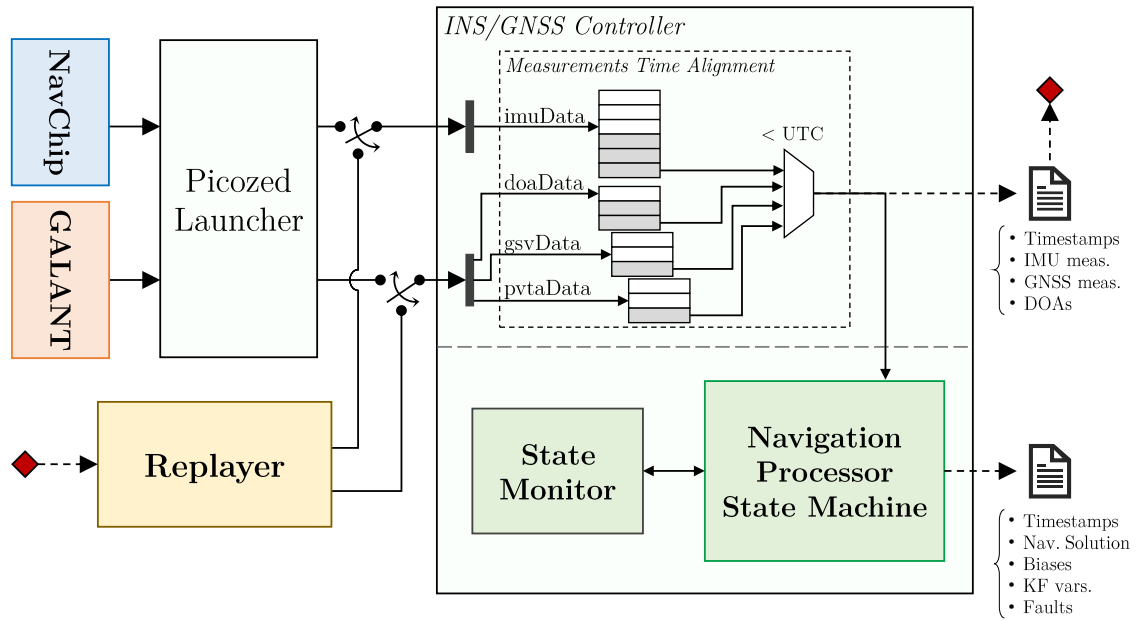 INS/GNSS Controller
Measurements Time Alignment
NavChip
GALANT
Picozed
Launcher
imuData
doaData
gsvData
pvtaData
< UTC
• Timestamps
• IMU meas.
• GNSS meas.
• DOAs
Replayer
State
Monitor
Navigation
Processor
State Machine
• Timestamps
• Nav. Solution
• Biases
• KF vars.
• Faults